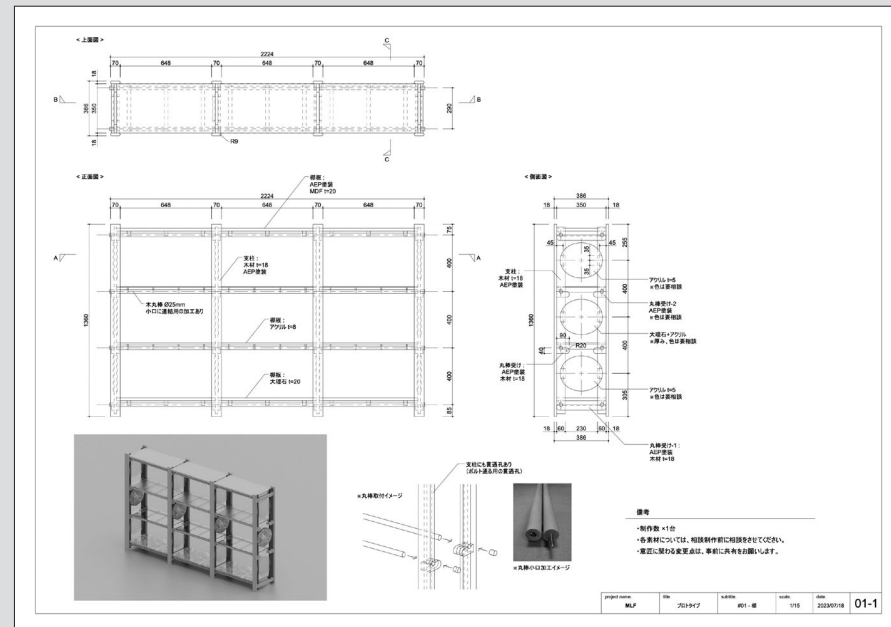 < 上面図 >
C
2224
70
648
70
648
70
648
70
18
386
350
18
B
B
290
R9
C
< 正面図 >
棚板：
AEP塗装
MDF t=20
2224
70
648
70
648
70
648
70
A
A
75
400
400
400
85
1360
支柱：
木材 t=18
AEP塗装
木丸棒 Ø25mm
小口に連結用の加工あり
棚板：
アクリル t=8
棚板：
大理石 t=20
< 側面図 >
386
18
350
18
45
45
35
35
255
400
400
305
1360
支柱：
木材 t=18
AEP塗装
アクリル t=5
※色は要相談
丸棒受け-2
AEP塗装
※色は要相談
大理石+アクリル
※厚み、色は要相談
90
R20
40
丸棒受け：
AEP塗装
木材 t=18
アクリル t=5
※色は要相談
18
60
230
60
18
386
丸棒受け-1：
AEP塗装
木材 t=18
支柱にも貫通孔あり
(ボルト通る用の貫通孔)
※丸棒取付イメージ
※丸棒小口加工イメージ
備考
・制作数 ×1台
・各素材については、相談制作前に相談をさせてください。
・意匠に関わる変更点は、事前に共有をお願いします。
project name:
MLF
title:
プロトタイプ
subtitle:
#01 - 棚
scale:
1/15
date:
2023/07/18
01-1